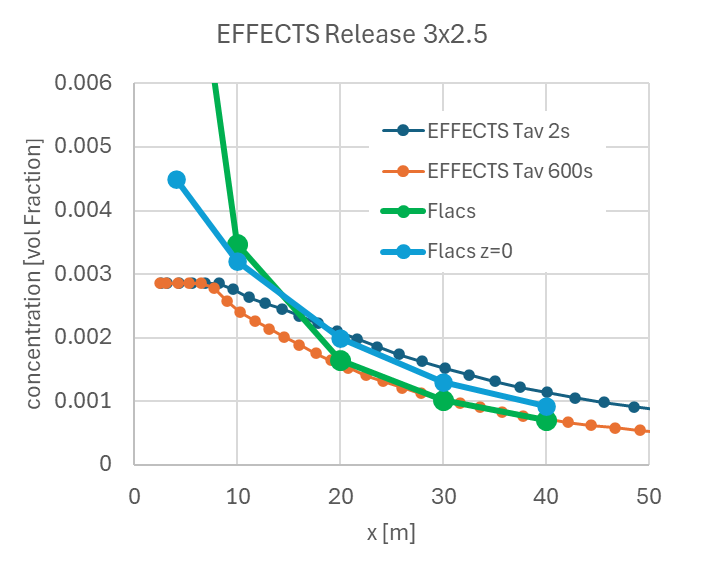 EFFECTS Release 3x2.5
0.006
0.005
0.004
0.003
0.002
0.001
0
concentration [vol Fraction]
EFFECTS Tav 2s
EFFECTS Tav 600s
Flacs
Flacs z=0
0 10 20 30 40 50
x [m]